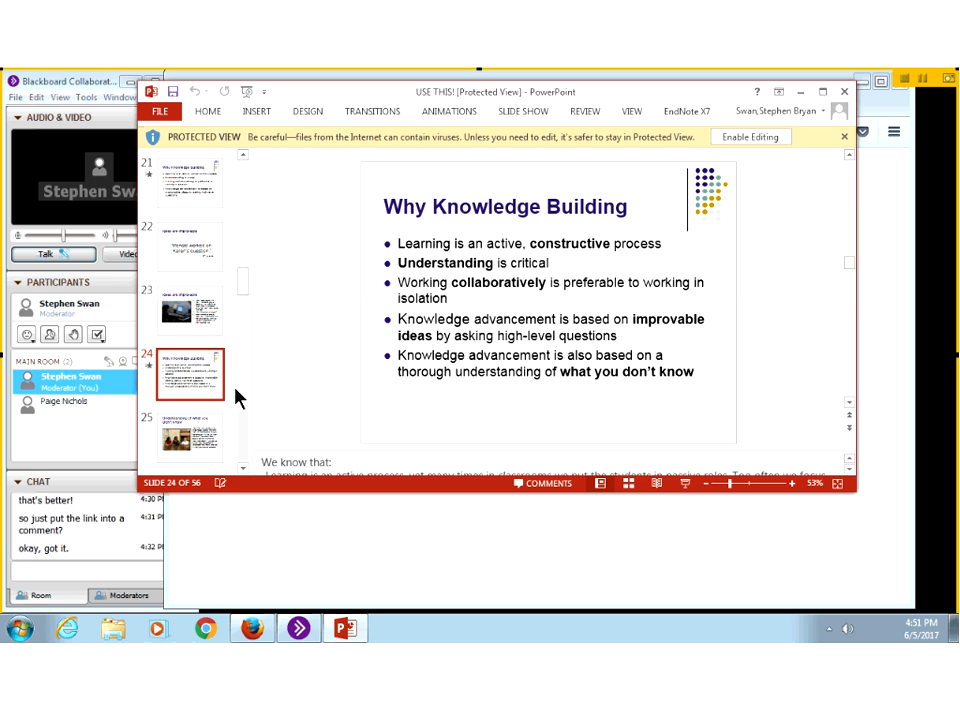 Blackboard Collaborat...
File Edit View Tools Window
AUDIO & VIDEO
Stephen Sw
Talk
Video
PARTICIPANTS
Stephen Swan
Moderator
MAIN ROOM (2)
Stephen Swan
Moderator (You)
Paige Nichols
CHAT
that's better! 4:30 P
so just put the link into a 4:31 P
comment?
okay, got it. 4:32 P
Room
Moderators
USE THIS! [Protected View] - PowerPoint
FILE HOME INSERT DESIGN TRANSITIONS ANIMATIONS SLIDE SHOW REVIEW VIEW EndNote X7 Swan,Stephen Bryan
PROTECTED VIEW Be careful—files from the Internet can contain viruses. Unless you need to edit, it's safer to stay in Protected View. Enable Editing
21
22
23
24
25
Why Knowledge Building
Learning is an active, constructive process
Understanding is critical
Working collaboratively is preferable to working in
isolation
Knowledge advancement is based on improvable
ideas by asking high-level questions
Knowledge advancement is also based on a
thorough understanding of what you don't know
We know that:
SLIDE 24 OF 56
COMMENTS
53%
4:51 PM
6/5/2017